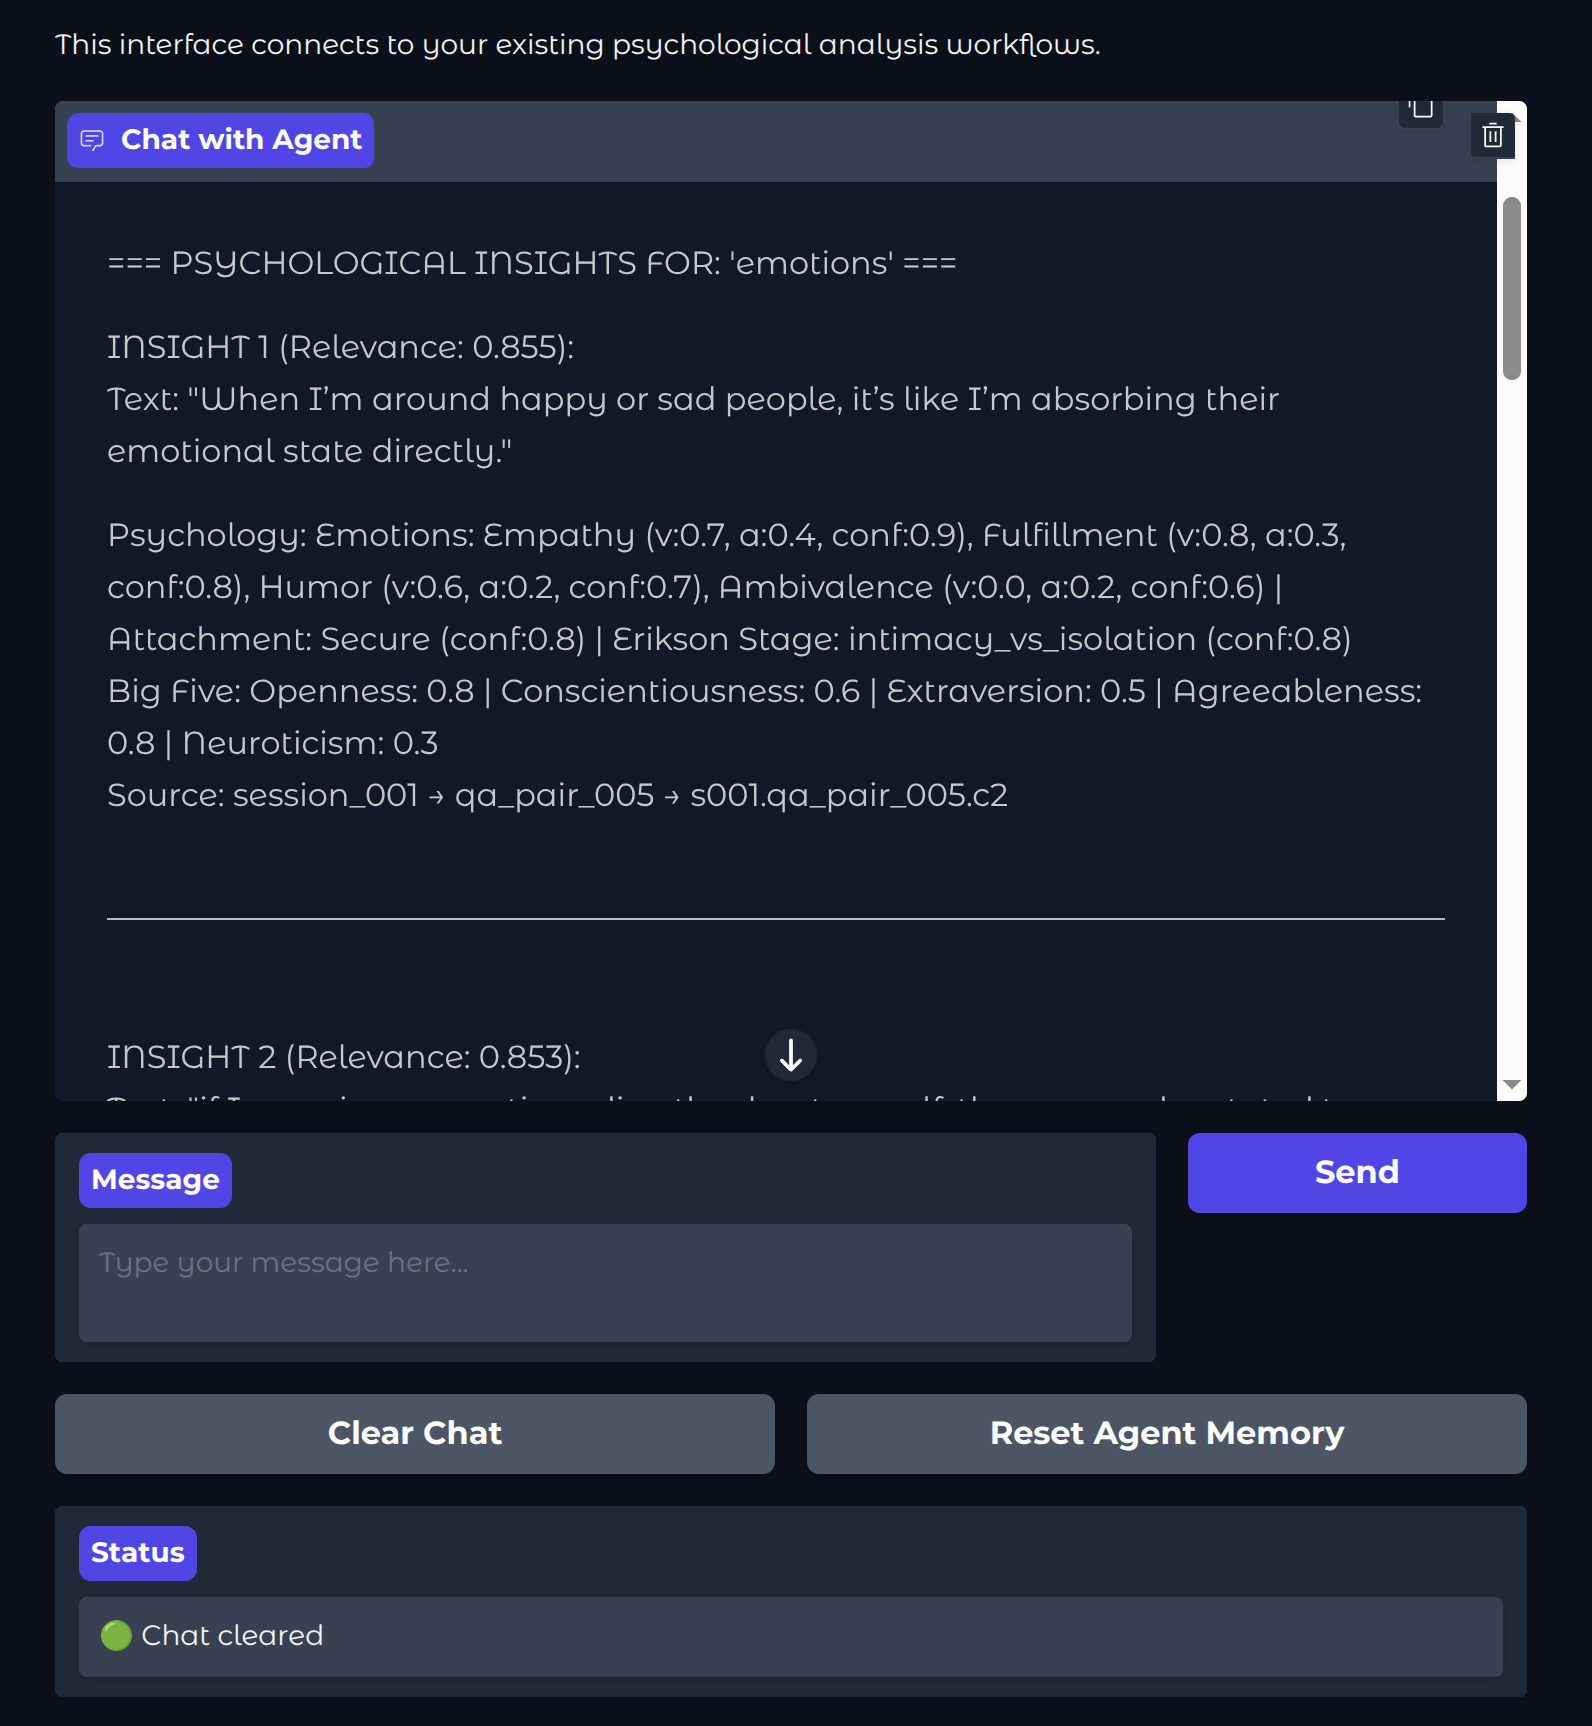 This interface connects to your existing psychological analysis workflows.
Chat with Agent
=== PSYCHOLOGICAL INSIGHTS FOR: 'emotions' ===
INSIGHT 1 (Relevance: 0.855):
Text: "When I’m around happy or sad people, it’s like I’m absorbing their
emotional state directly."
Psychology: Emotions: Empathy (v:0.7, a:0.4, conf:0.9), Fulfillment (v:0.8, a:0.3,
conf:0.8), Humor (v:0.6, a:0.2, conf:0.7), Ambivalence (v:0.0, a:0.2, conf:0.6) |
Attachment: Secure (conf:0.8) | Erikson Stage: intimacy_vs_isolation (conf:0.8)
Big Five: Openness: 0.8 | Conscientiousness: 0.6 | Extraversion: 0.5 | Agreeableness:
0.8 | Neuroticism: 0.3
Source: session_001 → qa_pair_005 → s001.qa_pair_005.c2
INSIGHT 2 (Relevance: 0.853):
Message
Send
Type your message here...
Clear Chat
Reset Agent Memory
Status
Chat cleared